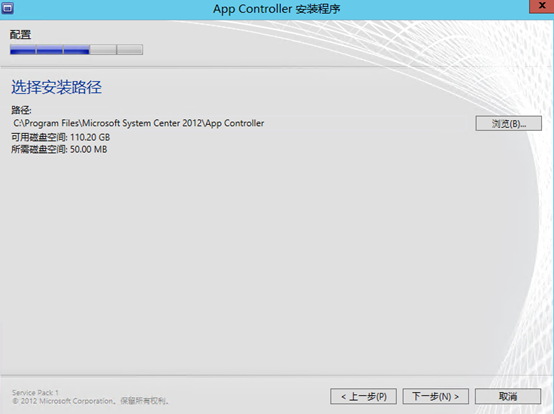 App Controller 安装程序
配置
选择安装路径
路径:
C:\Program Files\Microsoft System Center 2012\App Controller
浏览(B)...
可用磁盘空间: 110.20 GB
所需磁盘空间: 50.00 MB
Service Pack 1
© 2012 Microsoft Corporation。保留所有权利。
< 上一步(P)
下一步(N) >
取消